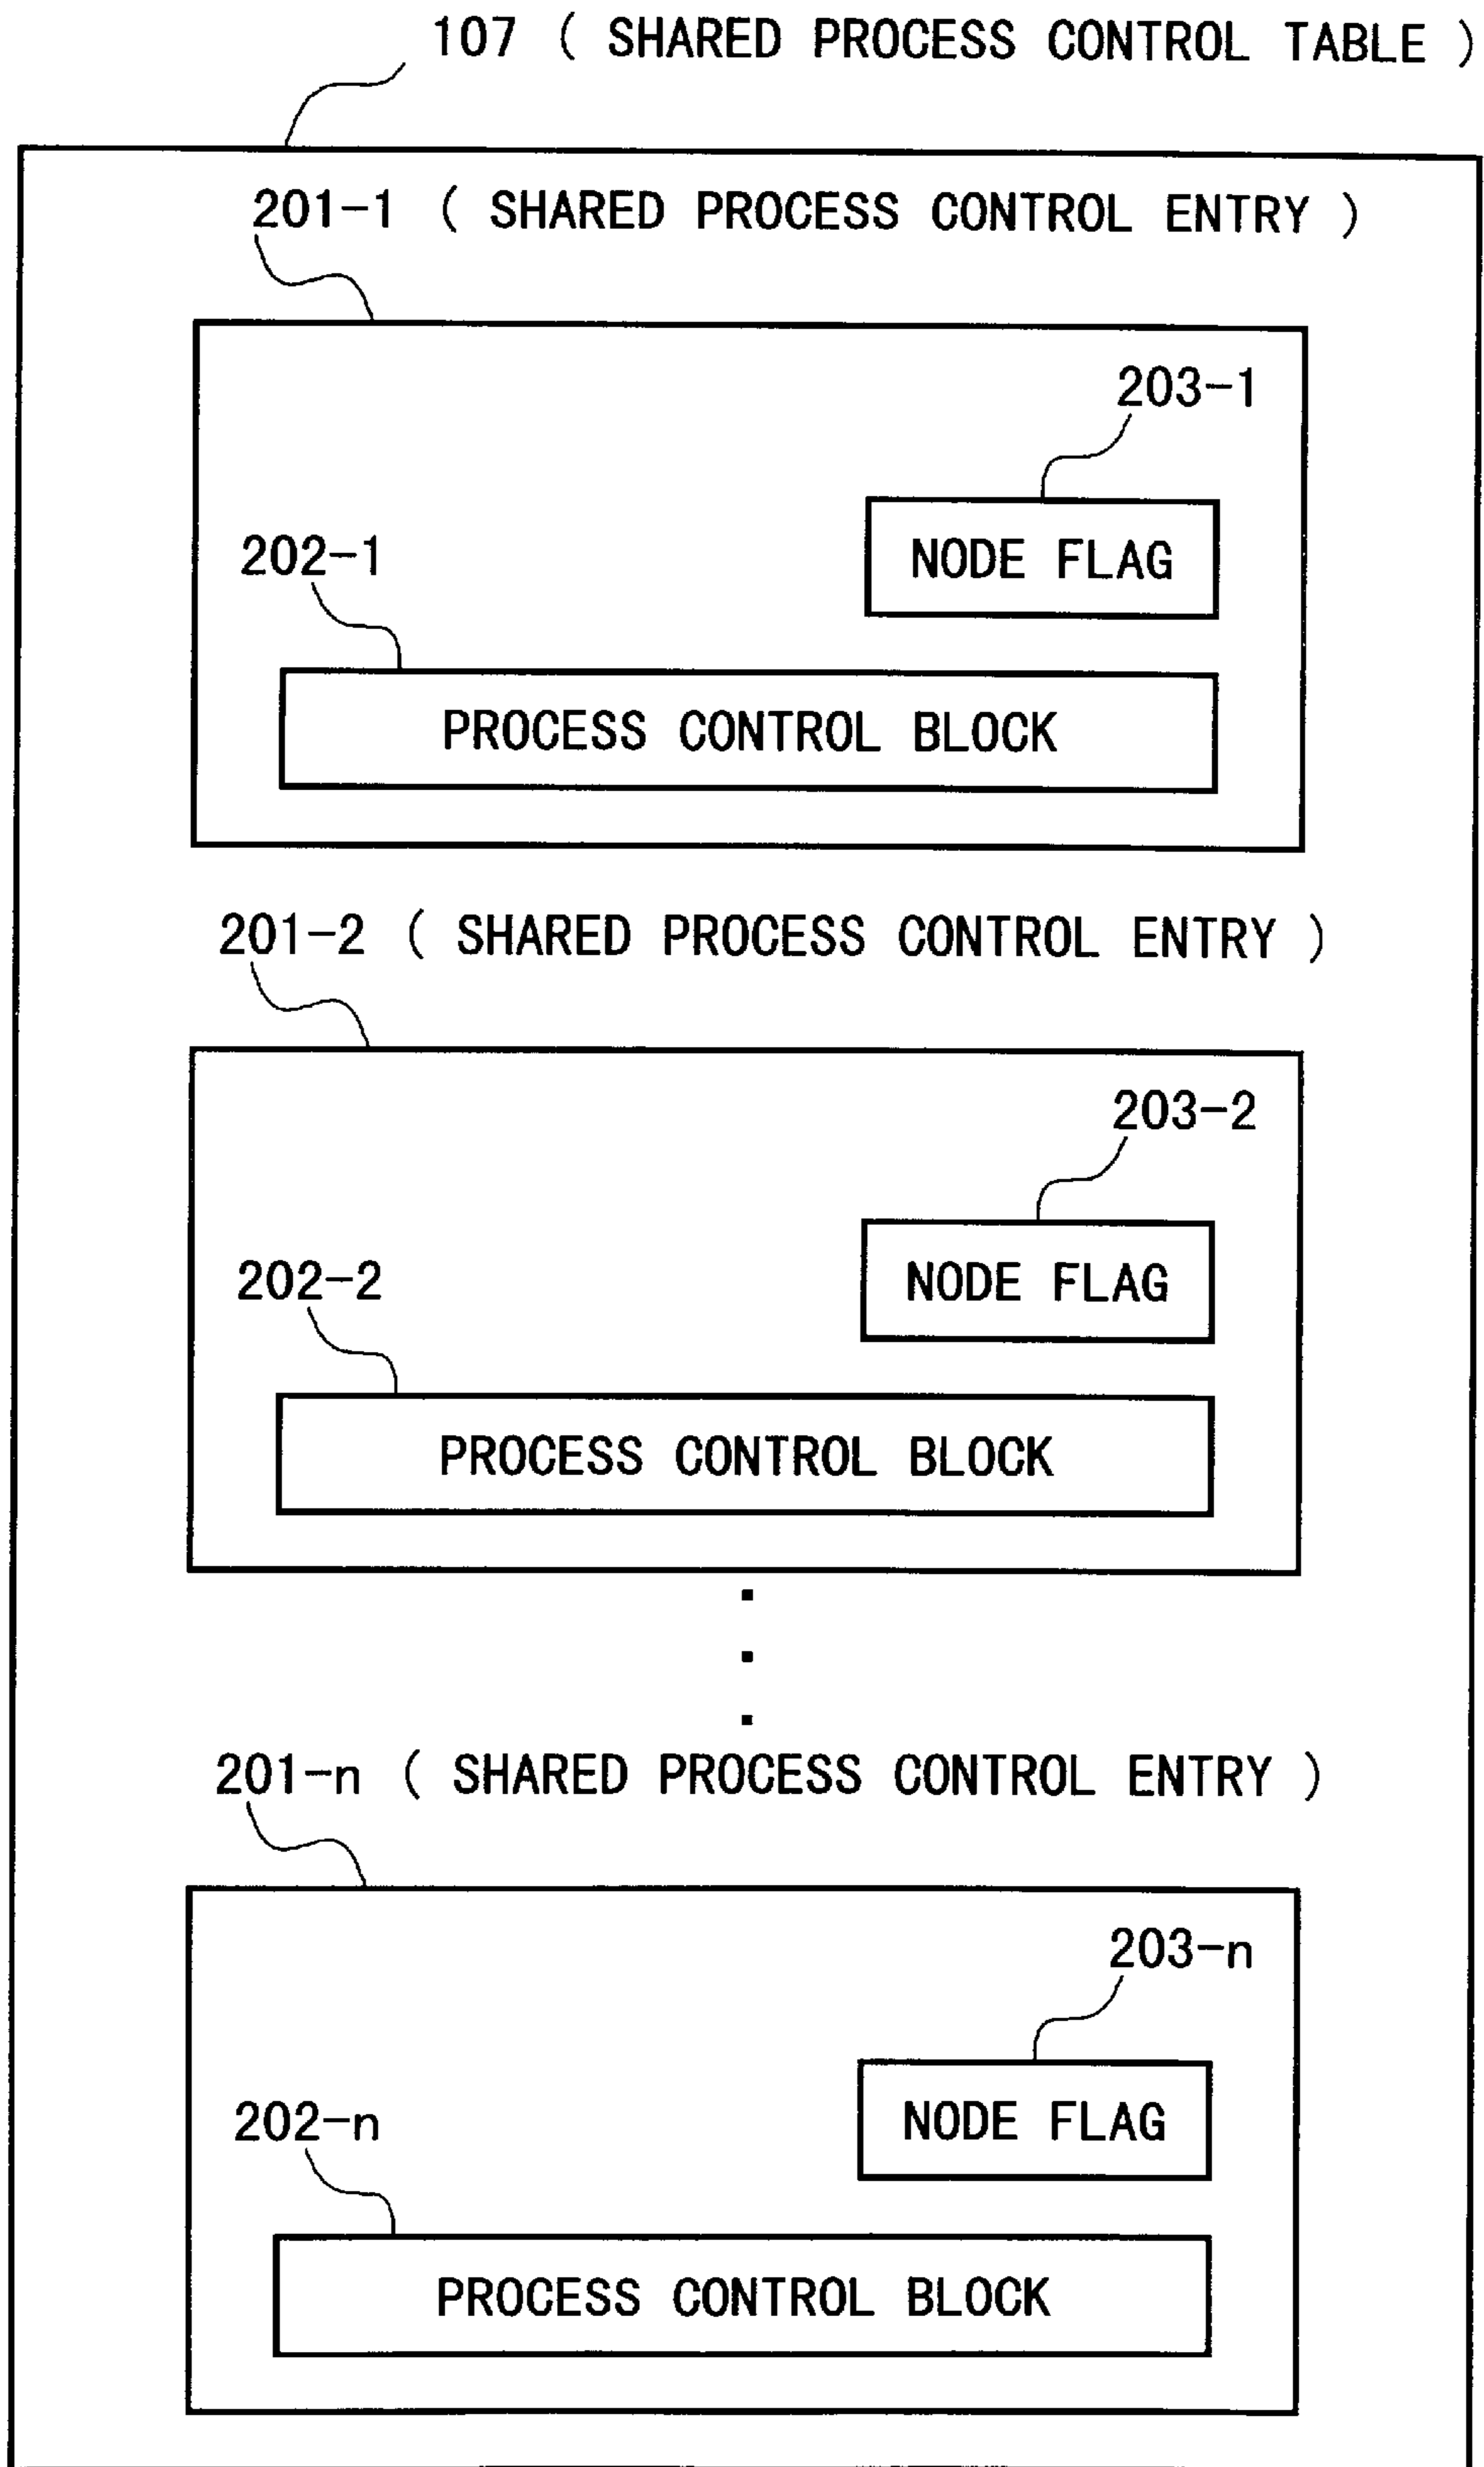 107 ( SHARED PROCESS CONTROL TABLE )
201-1 ( SHARED PROCESS CONTROL ENTRY )
203-1
NODE FLAG
202-1
PROCESS CONTROL BLOCK
201-2 ( SHARED PROCESS CONTROL ENTRY )
203-2
NODE FLAG
202-2
PROCESS CONTROL BLOCK
201-n ( SHARED PROCESS CONTROL ENTRY )
203-n
NODE FLAG
202-n
PROCESS CONTROL BLOCK